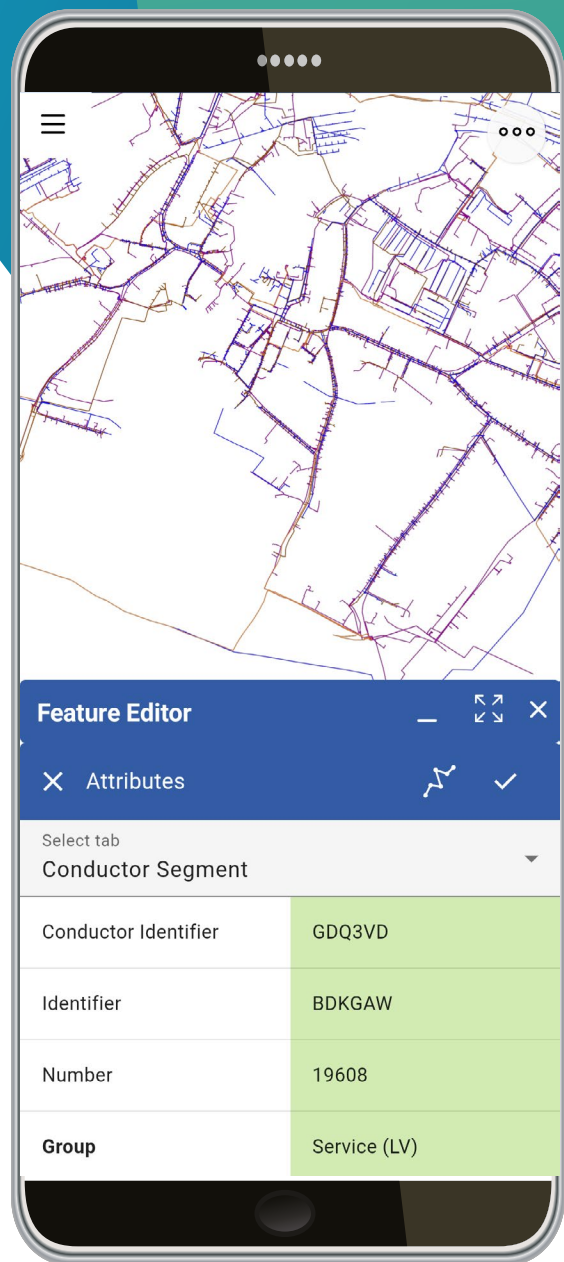 Feature Editor
Attributes
Select tab
Conductor Segment
Conductor Identifier GDQ3VD
Identifier BDKGAW
Number 19608
Group Service (LV)